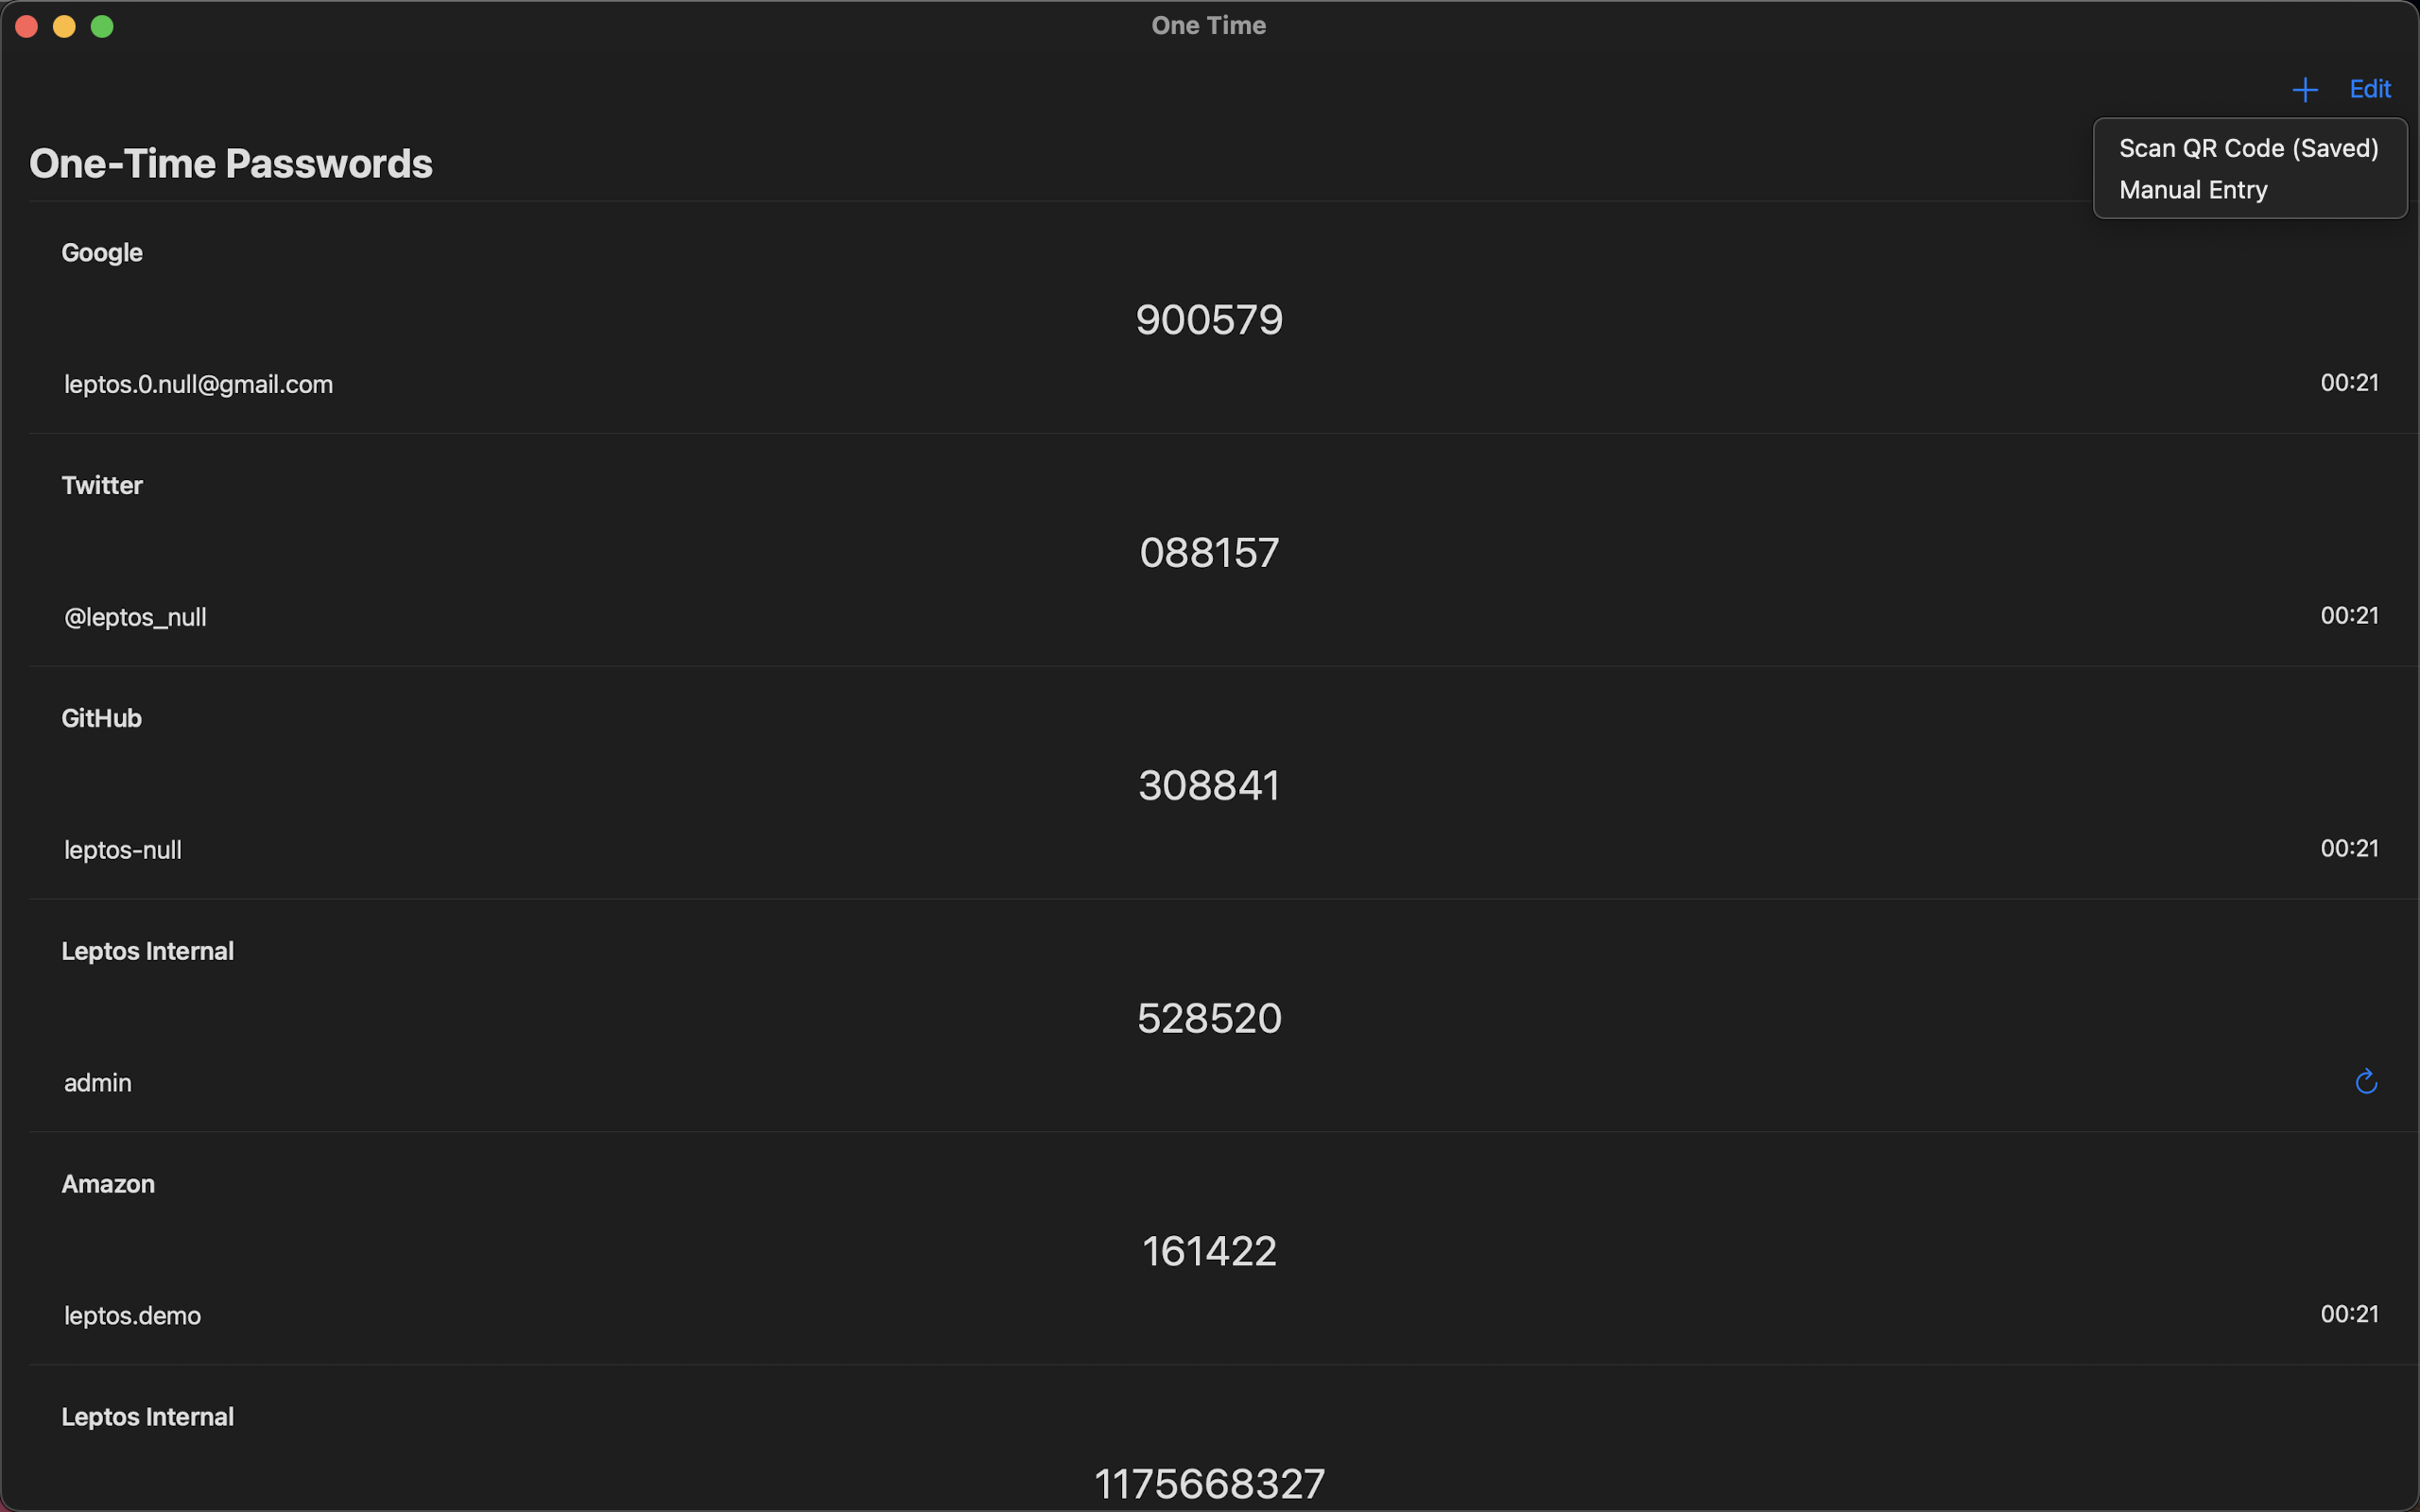 One Time
Edit
Scan QR Code (Saved)
Manual Entry
One-Time Passwords
Google
900579
leptos.0.null@gmail.com
00:21
Twitter
088157
@leptos_null
00:21
GitHub
308841
leptos-null
00:21
Leptos Internal
528520
admin
Amazon
161422
leptos.demo
00:21
Leptos Internal
1175668327